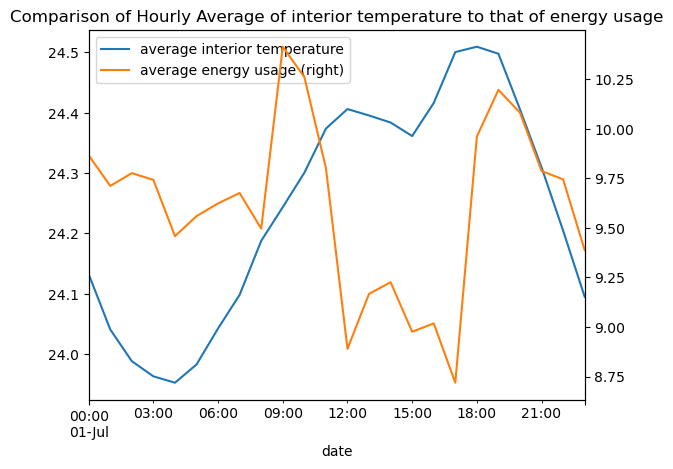 Comparison of Hourly Average of interior temperature to that of energy usage
average interior temperature
average energy usage (right)
24.5
24.4
24.3
24.2
24.1
24.0
10.25
10.00
9.75
9.50
9.25
9.00
8.75
00:00 03:00 06:00 09:00 12:00 15:00 18:00 21:00
01-Jul
date